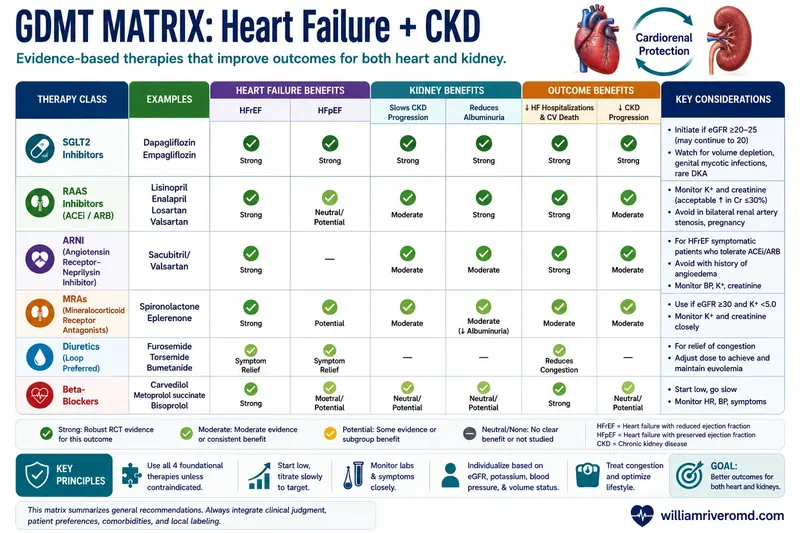 GDMT MATRIX: Heart Failure + CKD
Evidence-based therapies that improve outcomes for both heart and kidney.
Cardiorenal
Protection
THERAPY CLASS
EXAMPLES
HEART FAILURE BENEFITS
HFrEF
HFpEF
KIDNEY BENEFITS
Slows CKD
Progression
Reduces
Albuminuria
OUTCOME BENEFITS
↓ HF Hospitalizations
& CV Death
↓ CKD
Progression
KEY CONSIDERATIONS
SGLT2
Inhibitors
Dapagliflozin
Empagliflozin
Strong
Strong
Strong
Strong
Strong
Strong
• Initiate if eGFR ≥20–25
(may continue to 20)
• Watch for volume depletion,
genital mycotic infections,
rare DKA
RAAS
Inhibitors
(ACEi / ARB)
Lisinopril
Enalapril
Losartan
Valsartan
Strong
Neutral/
Potential
Moderate
Strong
Strong
Moderate
• Monitor K⁺ and creatinine
(acceptable ↑ in Cr ≤30%)
• Avoid in bilateral renal artery
stenosis, pregnancy
ARNI
(Angiotensin
Receptor–
Neprilysin
Inhibitor)
Sacubitril/
Valsartan
Strong
—
Moderate
Moderate
Strong
Moderate
• For HFrEF symptomatic
patients who tolerate ACEi/ARB
• Avoid with history of
angioedema
• Monitor BP, K⁺, creatinine
MRAs
(Mineralocorticoid
Receptor
Antagonists)
Spironolactone
Eplerenone
Strong
Potential
Moderate
Moderate
(↓ Albuminuria)
Moderate
Moderate
• Use if eGFR ≥30 and K⁺ <5.0
• Monitor K⁺ and creatinine
closely
Diuretics
(Loop
Preferred)
Furosemide
Torsemide
Bumetanide
Symptom
Relief
Symptom
Relief
—
—
Reduces
Congestion
—
• For relief of congestion
• Adjust dose to achieve and
maintain euvolemia
Beta-
Blockers
Carvedilol
Metoprolol succinate
Bisoprolol
Strong
Moetral/
Potential
Neutral/
Potential
Neutral/
Potential
Strong
Neutral/
Potential
• Start low, go slow
• Monitor HR, BP, symptoms
Strong: Robust RCT evidence
for this outcome
Moderate: Moderate evidence
or consistent benefit
Potential: Some evidence or
subgroup benefit
Neutral/None: No clear
benefit or not studied
HFrEF = Heart failure with reduced ejection fraction
HFpEF = Heart failure with preserved ejection fraction
CKD = Chronic kidney disease
KEY
PRINCIPLES
Use all 4 foundational
therapies unless
contraindicated.
Start low,
titrate slowly
to target.
Monitor labs
& symptoms
closely.
Individualize based on
eGFR, potassium, blood
pressure, & volume status.
Treat congestion
and optimize
lifestyle.
GOAL:
Better outcomes for
both heart and kidneys.
This matrix summarizes general recommendations. Always integrate clinical judgment,
patient preferences, comorbidities, and local labeling.
williamriveromd.com